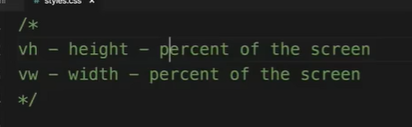 styles.css
/*
vh - height - percent of the screen
vw - width - percent of the screen
*/